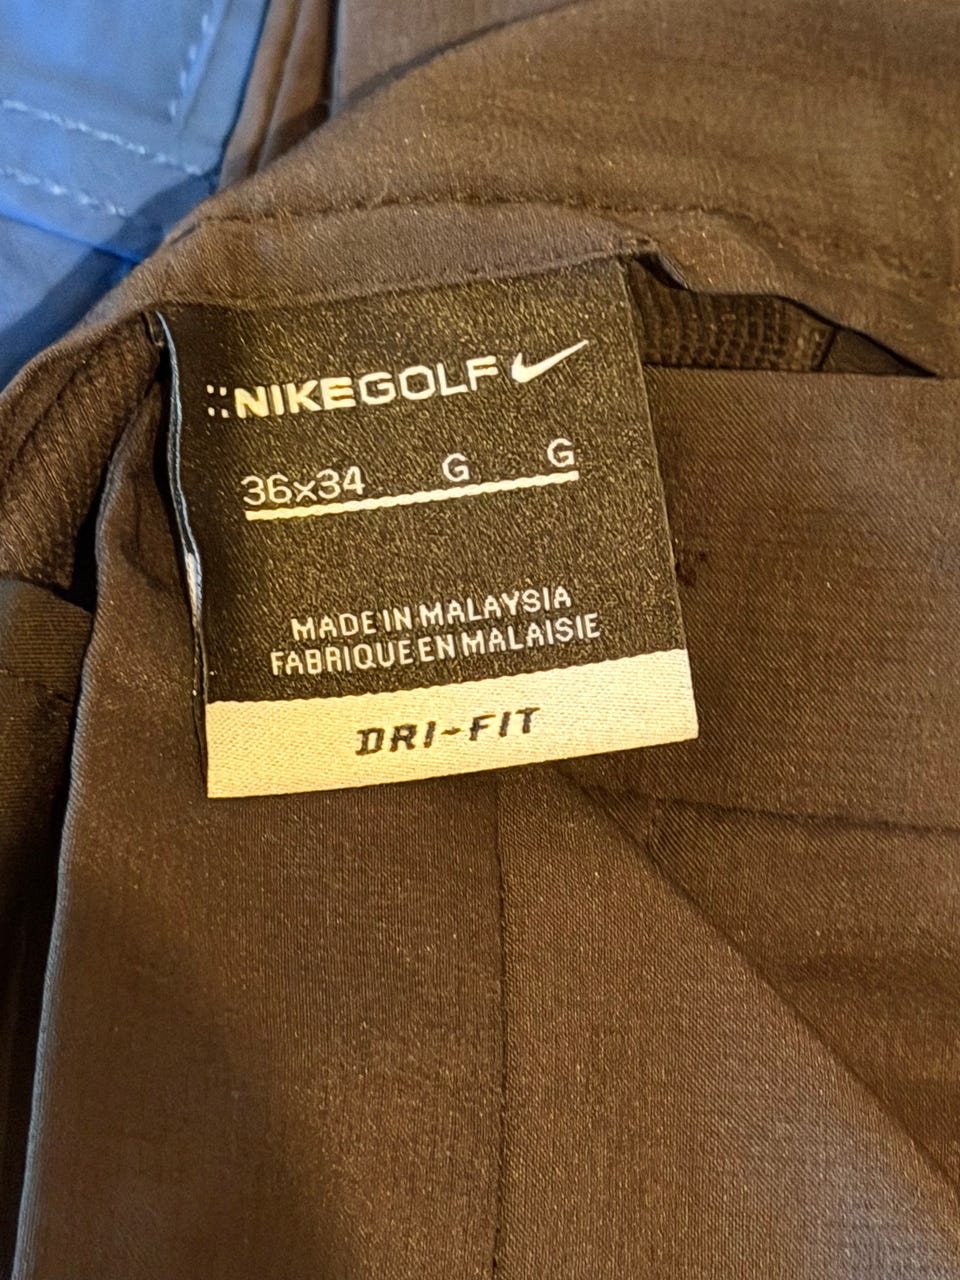 NIKEGOLF
36x34 G G
MADE IN MALAYSIA
FABRIQUE EN MALAISIE
DRI-FIT